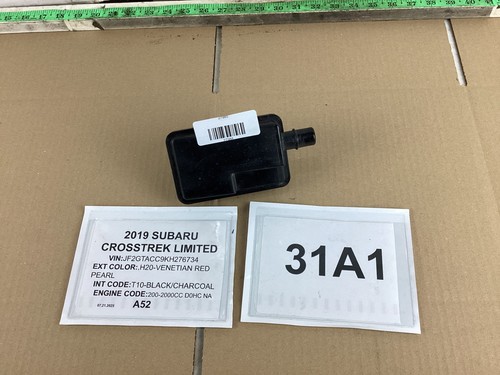 2019 SUBARU
CROSSTREK LIMITED
VIN:JF2GTACC9KH276734
EXT COLOR:.H20-VENETIAN RED
PEARL
INT CODE:T10-BLACK/CHARCOAL
ENGINE CODE:200-2000CC D0HC NA
A52
31A1